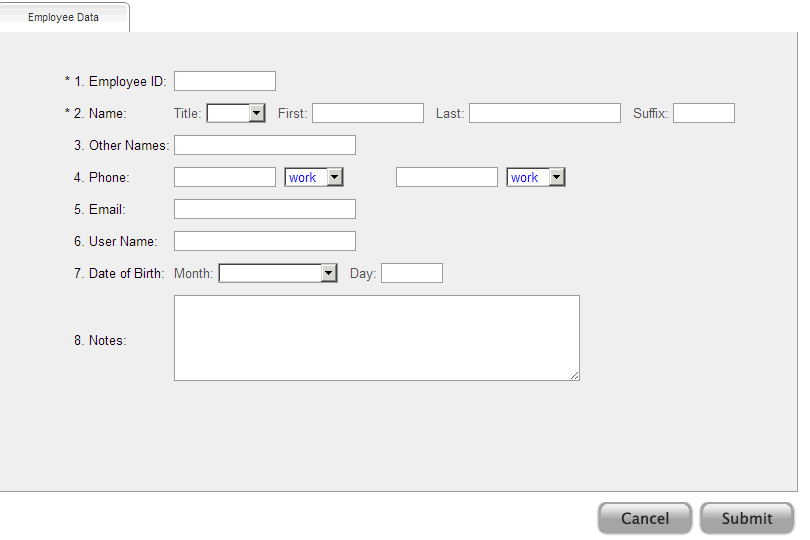 Employee Data
* 1. Employee ID:
* 2. Name: Title: First: Last: Suffix:
3. Other Names:
4. Phone: work work
5. Email:
6. User Name:
7. Date of Birth: Month: Day:
8. Notes:
Cancel Submit